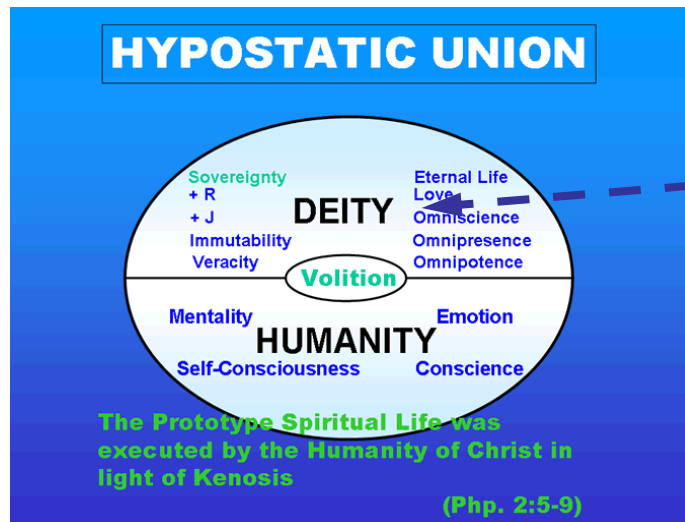 HYPOSTATIC UNION
Sovereignty
+ R
+ J
Immutability
Veracity
DEITY
Eternal Life
Love
Omniscience
Omnipresence
Omnipotence
Volition
Mentality
Emotion
HUMANITY
Self-Consciousness
Conscience
The Prototype Spiritual Life was
executed by the Humanity of Christ in
light of Kenosis
(Php. 2:5-9)